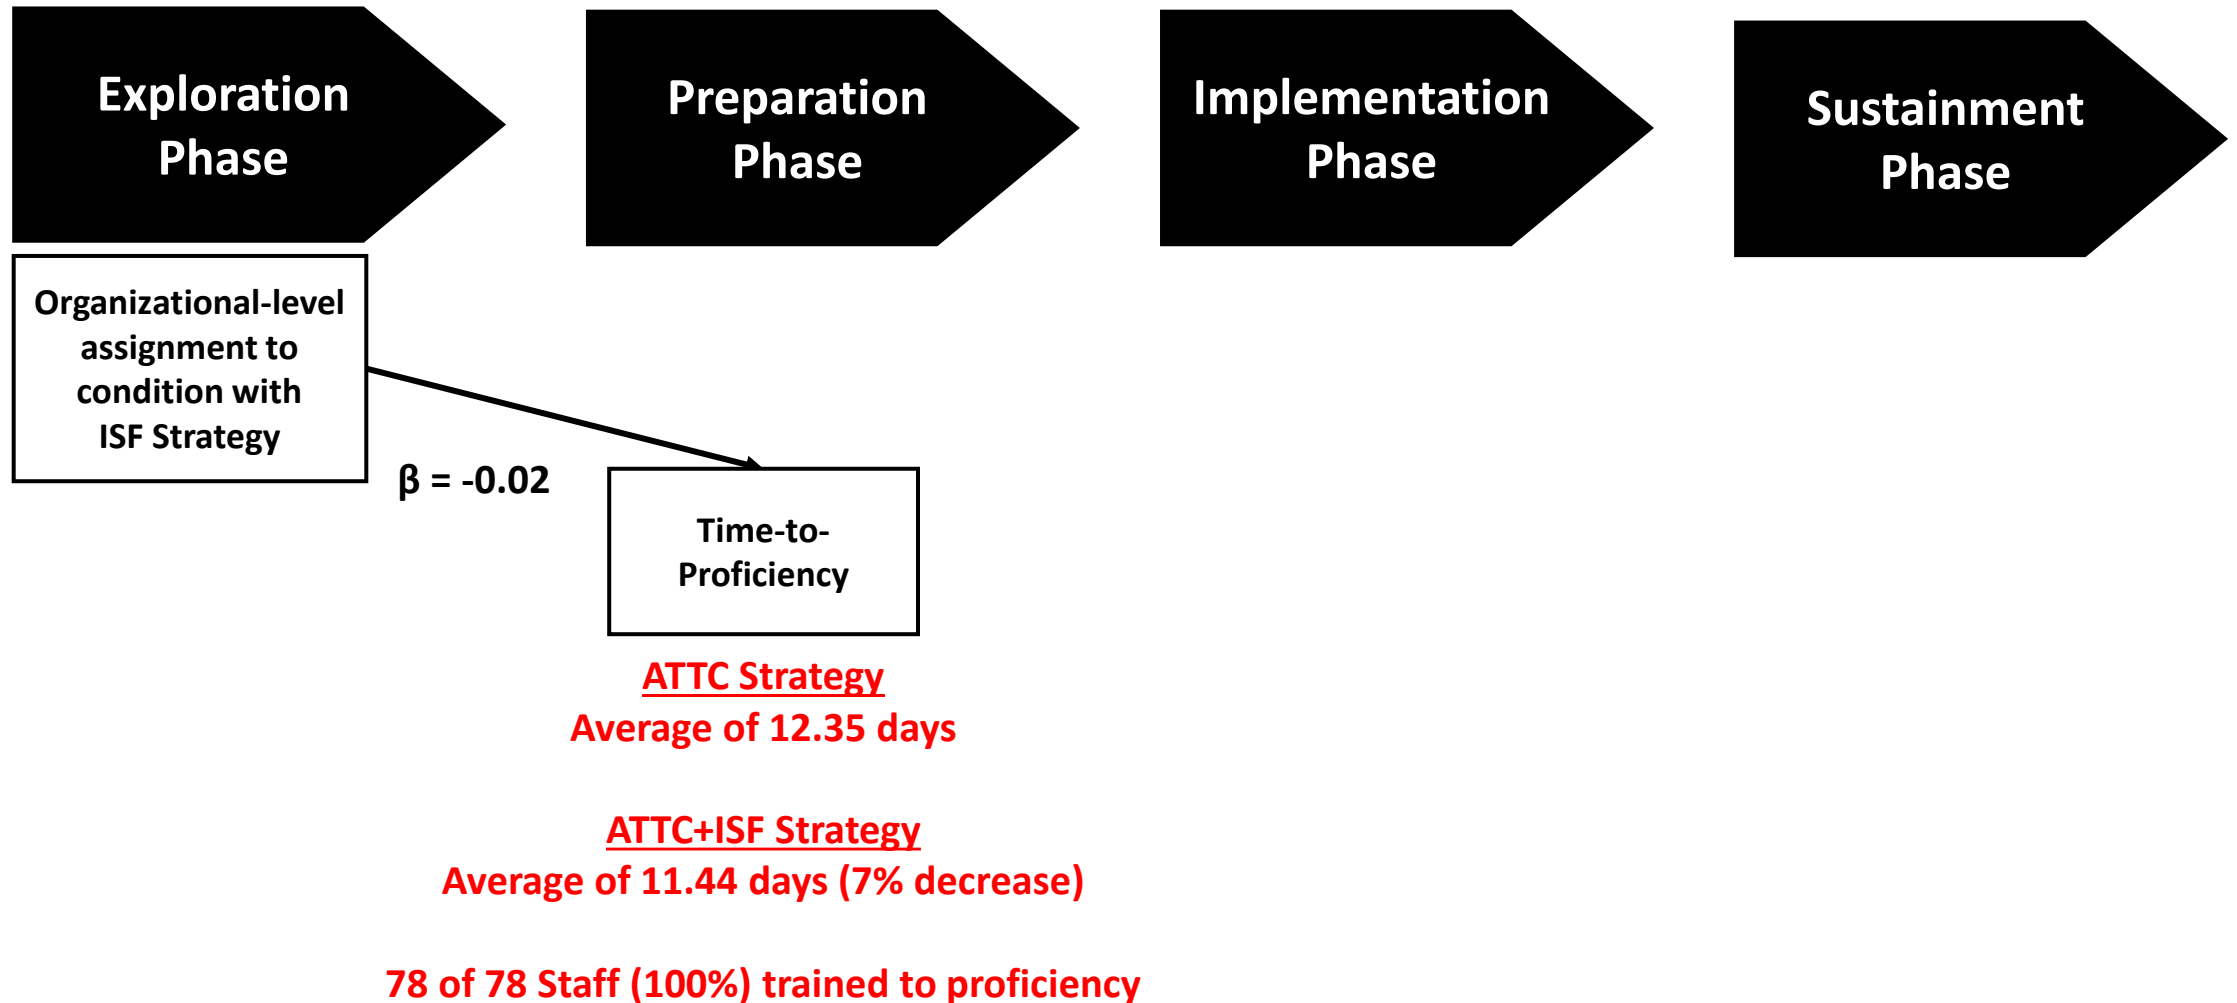 Exploration
Phase
Preparation
Phase
Implementation
Phase
Sustainment
Phase
Organizational-level
assignment to
condition with
ISF Strategy
β = -0.02
Time-to-
Proficiency
ATTC Strategy
Average of 12.35 days
ATTC+ISF Strategy
Average of 11.44 days (7% decrease)
78 of 78 Staff (100%) trained to proficiency